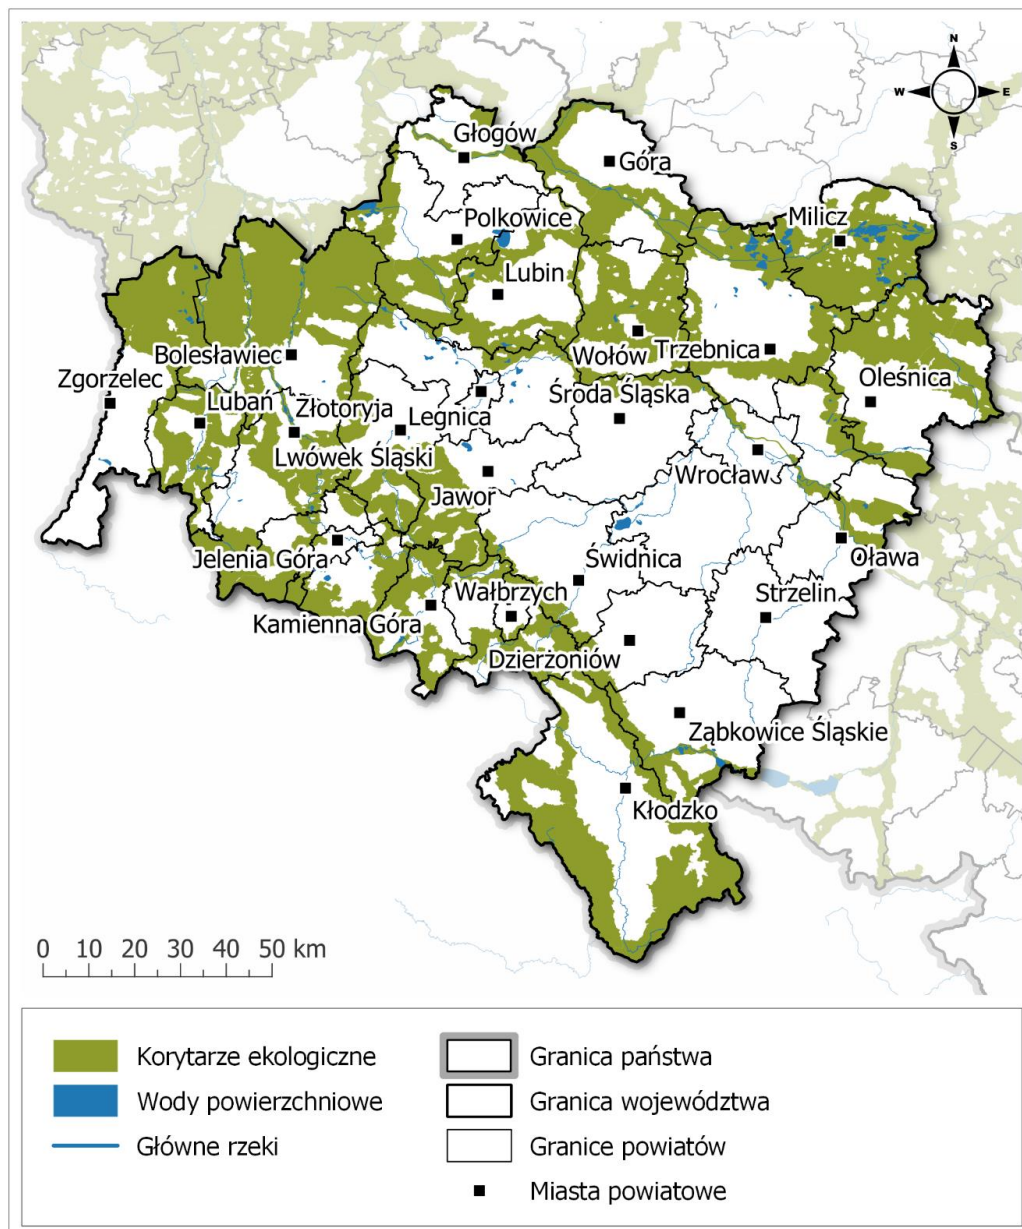 N
W E
S
Głogów
Góra
Milicz
Polkowice
Lubin
Bolesławiec
Wołów
Trzebnica
Zgorzelec
Oleśnica
Lubań
Złotoryja
Środa Śląska
Legnica
Lwówek Śląski
Wrocław
Jawor
Jelenia Góra
Świdnica
Oława
Wałbrzych
Strzelin
Kamienna Góra
Dzierżoniów
Ząbkowice Śląskie
Kłodzko
0 10 20 30 40 50 km
Korytarze ekologiczne
Wody powierzchniowe
Główne rzeki
Granica państwa
Granica województwa
Granice powiatów
Miasta powiatowe